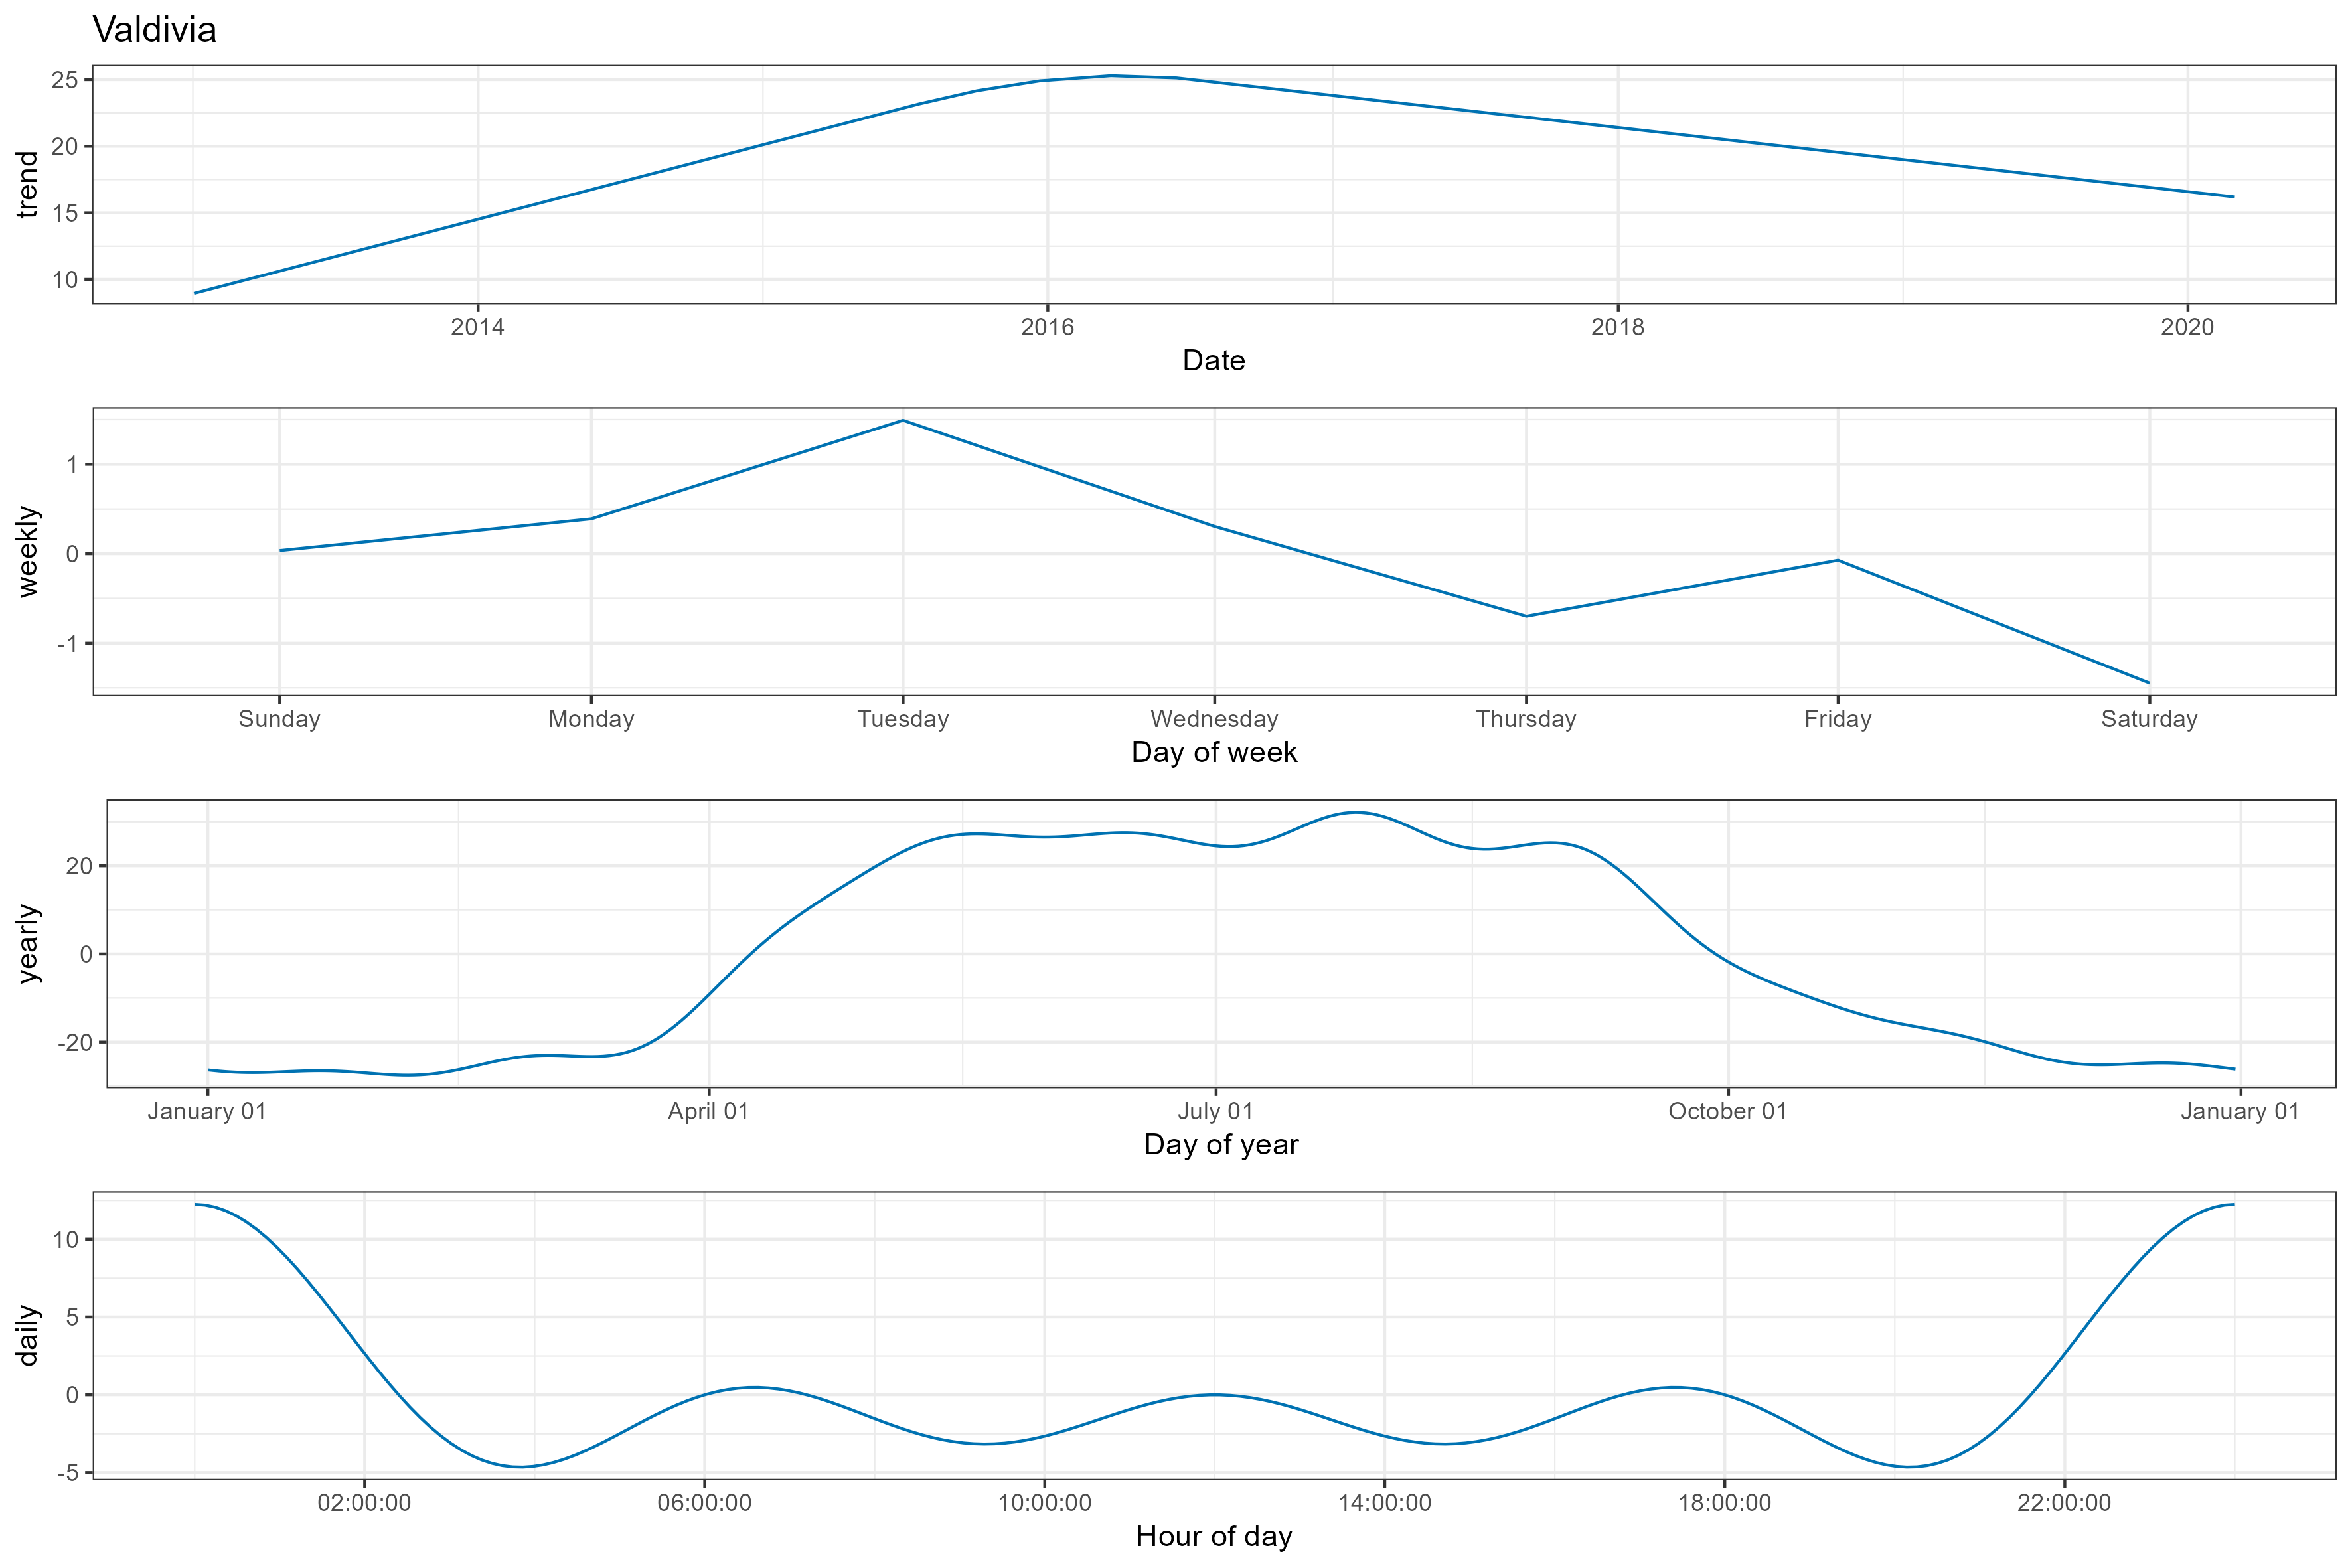 Valdivia
trend
25
20
15
10
2014 2016 2018 2020
Date
weekly
1
0
-1
Sunday Monday Tuesday Wednesday Thursday Friday Saturday
Day of week
yearly
20
0
-20
January 01 April 01 July 01 October 01 January 01
Day of year
daily
10
5
0
-5
02:00:00 06:00:00 10:00:00 14:00:00 18:00:00 22:00:00
Hour of day